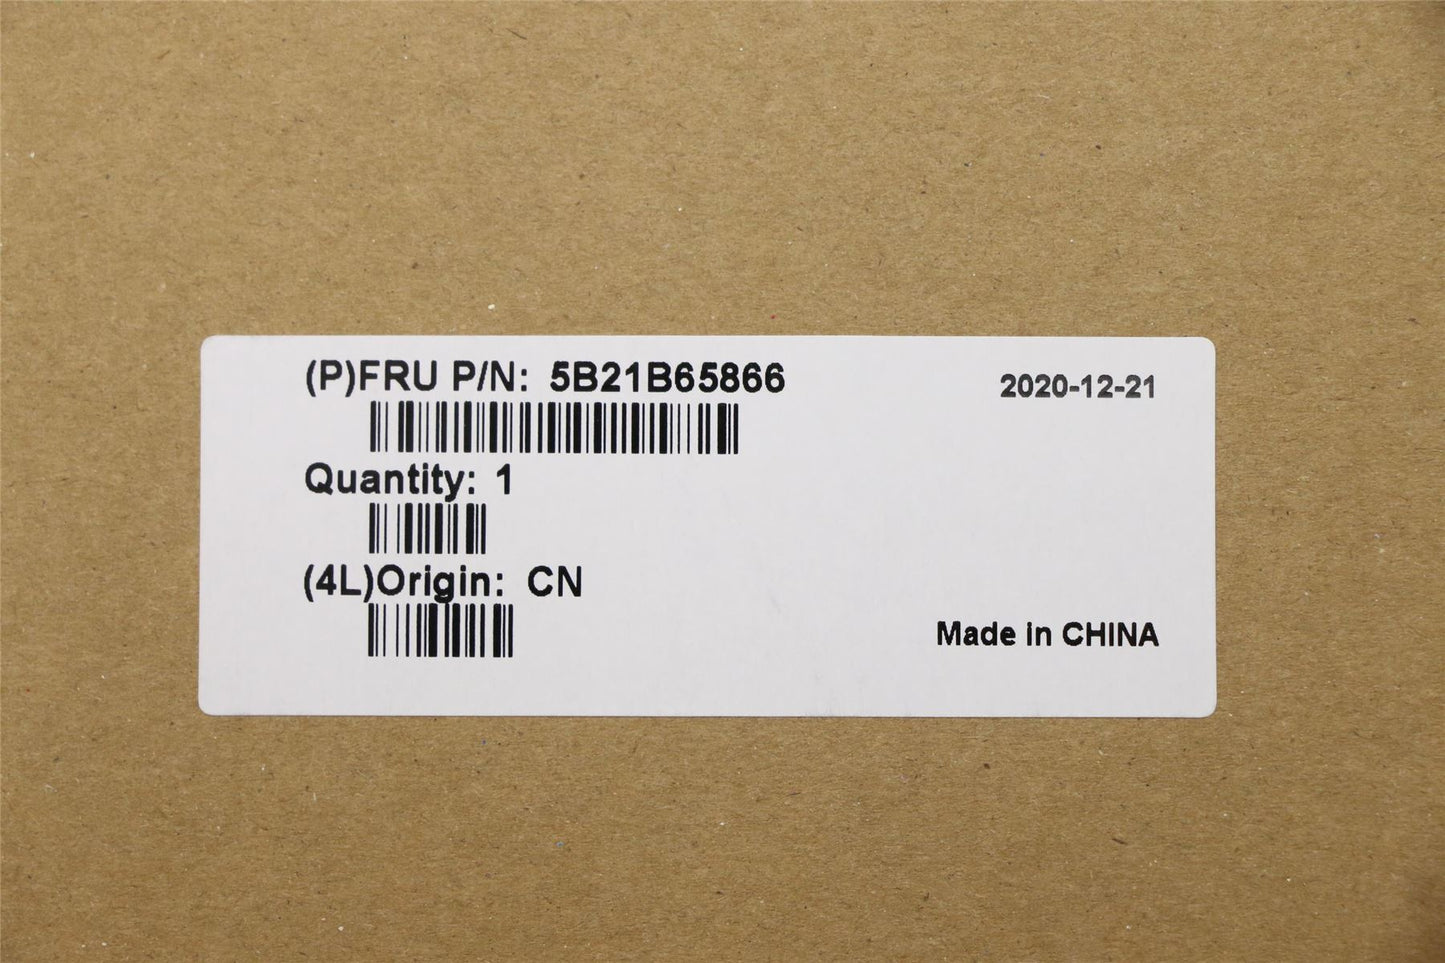 (P)FRU P/N: 5B21B65866
2020-12-21
Quantity: 1
(4L)Origin: CN
Made in CHINA